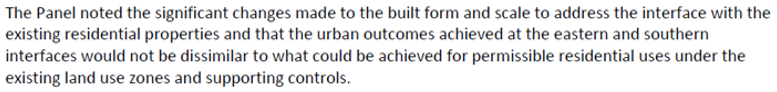 The Panel noted the significant changes made to the built form and scale to address the interface with the
existing residential properties and that the urban outcomes achieved at the eastern and southern
interfaces would not be dissimilar to what could be achieved for permissible residential uses under the
existing land use zones and supporting controls.